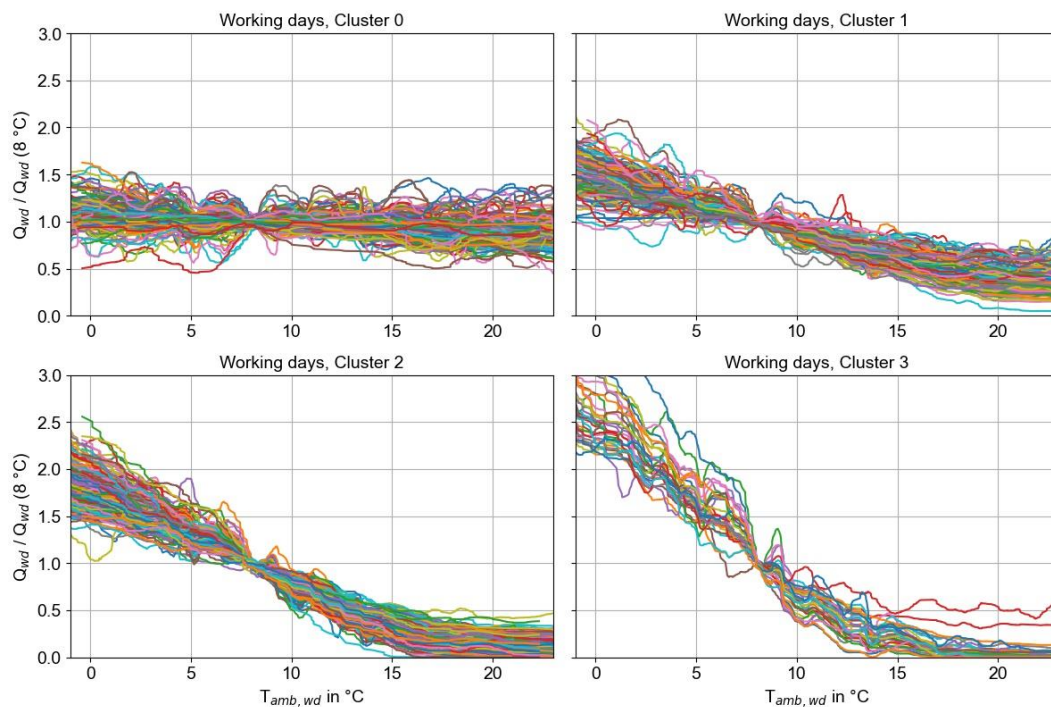 Working days, Cluster 0
Working days, Cluster 1
Q_wd / Q_wd (8 °C)
3.0
2.5
2.0
1.5
1.0
0.5
0.0
0 5 10 15 20
0 5 10 15 20
Working days, Cluster 2
Working days, Cluster 3
Q_wd / Q_wd (8 °C)
3.0
2.5
2.0
1.5
1.0
0.5
0.0
0 5 10 15 20
0 5 10 15 20
T_amb, wd in °C
T_amb, wd in °C